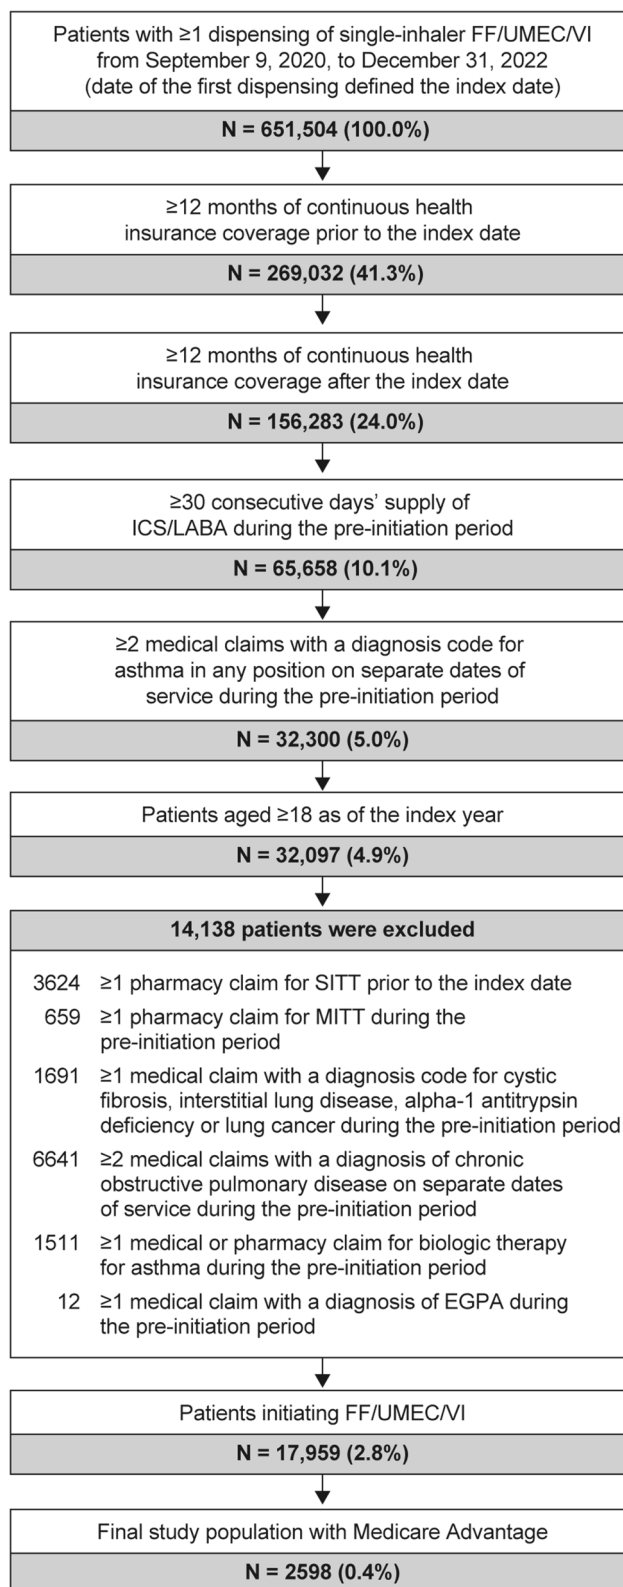 Patients with ≥1 dispensing of single-inhaler FF/UMEC/VI
from September 9, 2020, to December 31, 2022
(date of the first dispensing defined the index date)
N = 651,504 (100.0%)
≥12 months of continuous health
insurance coverage prior to the index date
N = 269,032 (41.3%)
≥12 months of continuous health
insurance coverage after the index date
N = 156,283 (24.0%)
≥30 consecutive days’ supply of
ICS/LABA during the pre-initiation period
N = 65,658 (10.1%)
≥2 medical claims with a diagnosis code for
asthma in any position on separate dates of
service during the pre-initiation period
N = 32,300 (5.0%)
Patients aged ≥18 as of the index year
N = 32,097 (4.9%)
14,138 patients were excluded
3624 ≥1 pharmacy claim for SITT prior to the index date
659 ≥1 pharmacy claim for MITT during the
pre-initiation period
1691 ≥1 medical claim with a diagnosis code for cystic
fibrosis, interstitial lung disease, alpha-1 antitrypsin
deficiency or lung cancer during the pre-initiation period
6641 ≥2 medical claims with a diagnosis of chronic
obstructive pulmonary disease on separate dates
of service during the pre-initiation period
1511 ≥1 medical or pharmacy claim for biologic therapy
for asthma during the pre-initiation period
12 ≥1 medical claim with a diagnosis of EGPA during
the pre-initiation period
Patients initiating FF/UMEC/VI
N = 17,959 (2.8%)
Final study population with Medicare Advantage
N = 2598 (0.4%)